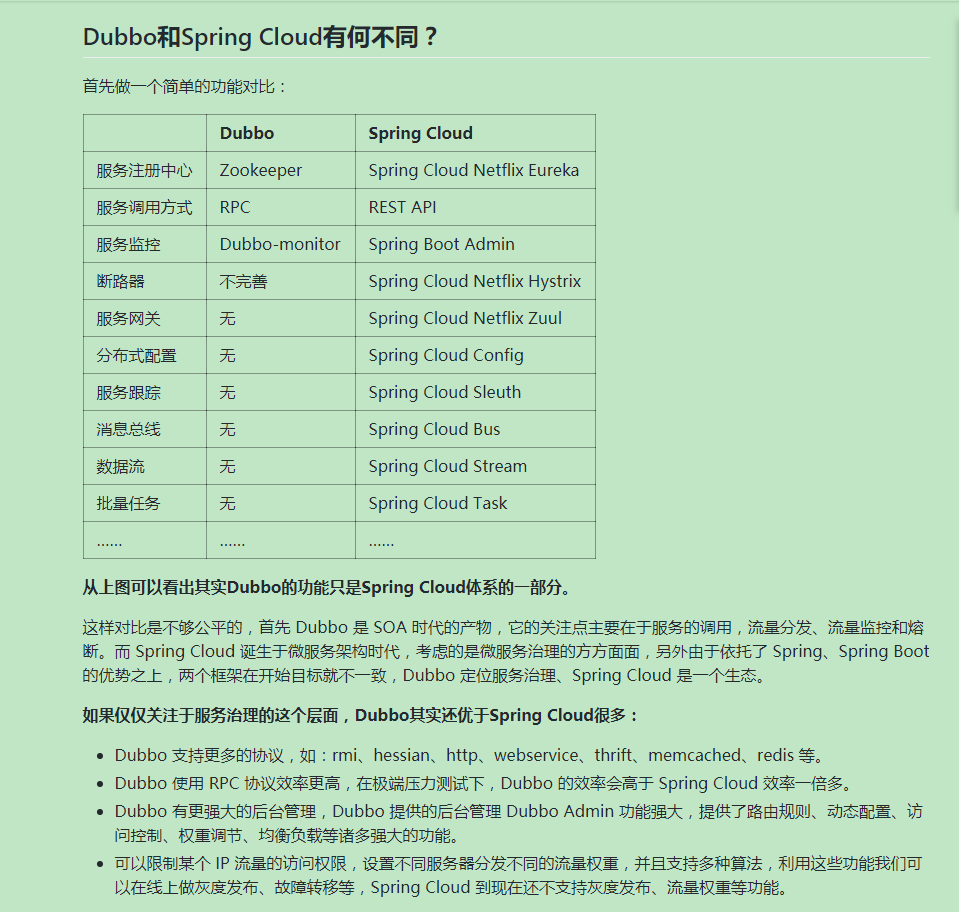 Dubbo和Spring Cloud有何不同？
首先做一个简单的功能对比：
Dubbo Spring Cloud
服务注册中心 Zookeeper Spring Cloud Netflix Eureka
服务调用方式 RPC REST API
服务监控 Dubbo-monitor Spring Boot Admin
断路器 不完善 Spring Cloud Netflix Hystrix
服务网关 无 Spring Cloud Netflix Zuul
分布式配置 无 Spring Cloud Config
服务跟踪 无 Spring Cloud Sleuth
消息总线 无 Spring Cloud Bus
数据流 无 Spring Cloud Stream
批量任务 无 Spring Cloud Task
…… …… ……
从上图可以看出其实Dubbo的功能只是Spring Cloud体系的一部分。
这样对比是不够公平的，首先 Dubbo 是 SOA 时代的产物，它的关注点主要在于服务的调用，流量分发、流量监控和熔
断。而 Spring Cloud 诞生于微服务架构时代，考虑的是微服务治理的方方面面，另外由于依托了 Spring、Spring Boot
的优势之上，两个框架在开始目标就不一致，Dubbo 定位服务治理、Spring Cloud 是一个生态。
如果仅仅关注于服务治理的这个层面，Dubbo其实还优于Spring Cloud很多：
• Dubbo 支持更多的协议，如：rmi、hessian、http、webservice、thrift、memcached、redis 等。
• Dubbo 使用 RPC 协议效率更高，在极端压力测试下，Dubbo 的效率会高于 Spring Cloud 效率一倍多。
• Dubbo 有更强大的后台管理，Dubbo 提供的后台管理 Dubbo Admin 功能强大，提供了路由规则、动态配置、访
问控制、权重调节、均衡负载等诸多强大的功能。
• 可以限制某个 IP 流量的访问权限，设置不同服务器分发不同的流量权重，并且支持多种算法，利用这些功能我们可
以在线上做灰度发布、故障转移等，Spring Cloud 到现在还不支持灰度发布、流量权重等功能。